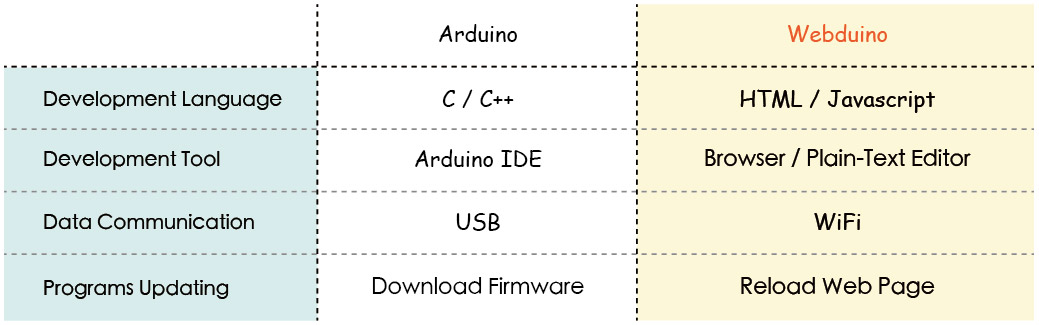 Arduino Webduino
Development Language C / C++ HTML / Javascript
Development Tool Arduino IDE Browser / Plain-Text Editor
Data Communication USB WiFi
Programs Updating Download Firmware Reload Web Page